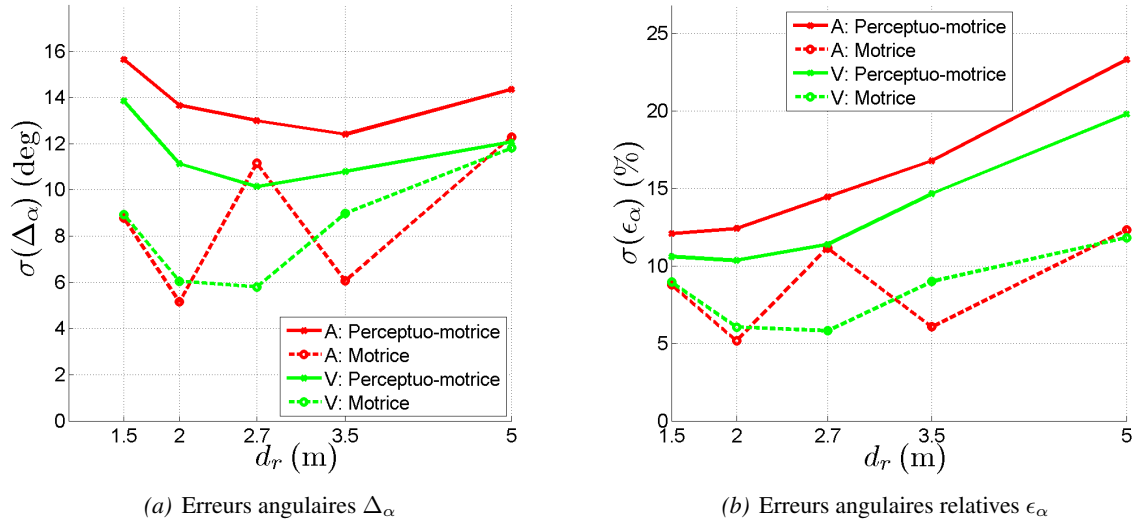 σ(Δα) (deg)
16
14
12
10
8
6
4
2
0
1.5 2 2.7 3.5 5
dr (m)
A: Perceptuo-motrice
A: Motrice
V: Perceptuo-motrice
V: Motrice
(a) Erreurs angulaires Δα
σ(ϵα) (%)
25
20
15
10
5
0
1.5 2 2.7 3.5 5
dr (m)
A: Perceptuo-motrice
A: Motrice
V: Perceptuo-motrice
V: Motrice
(b) Erreurs angulaires relatives ϵα